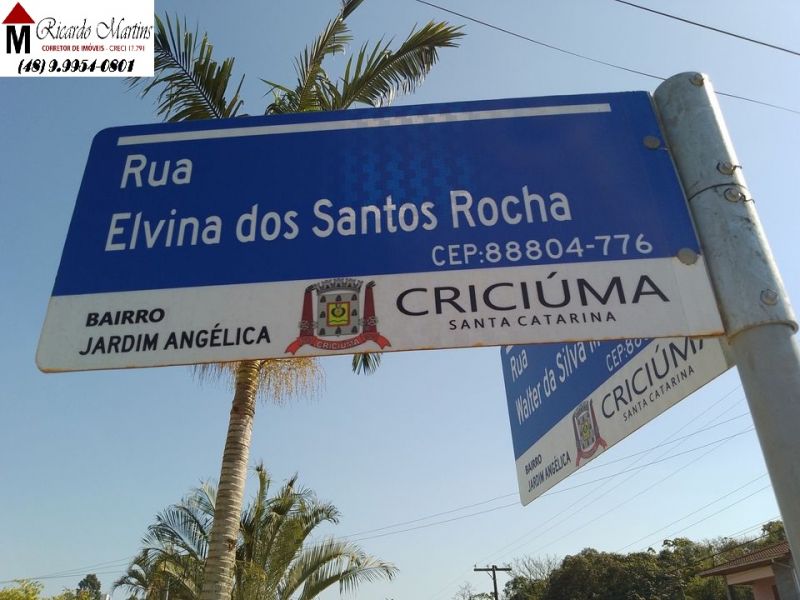 Ricardo Martins
CORRETOR DE IMÓVEIS - CRECI 17.791
(48) 9.9954-0801
Rua
Elvina dos Santos Rocha
CEP:88804-776
BAIRRO
JARDIM ANGÉLICA
CRICIÚMA
CRICIÚMA
SANTA CATARINA
Rua
Walter da Silva
CRICIÚMA
SANTA CATARINA
BAIRRO
JARDIM ANGÉLICA